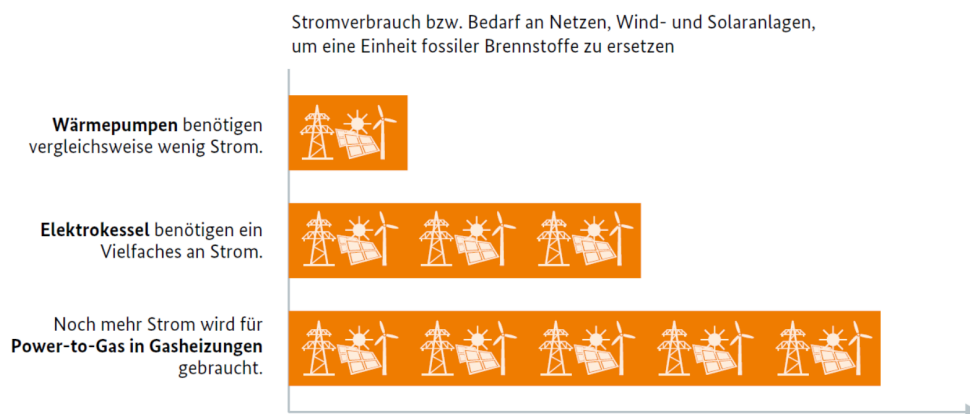 Stromverbrauch bzw. Bedarf an Netzen, Wind- und Solaranlagen,
um eine Einheit fossiler Brennstoffe zu ersetzen
Wärmepumpen benötigen
vergleichsweise wenig Strom.
Elektrokessel benötigen ein
Vielfaches an Strom.
Noch mehr Strom wird für
Power-to-Gas in Gasheizungen
gebraucht.